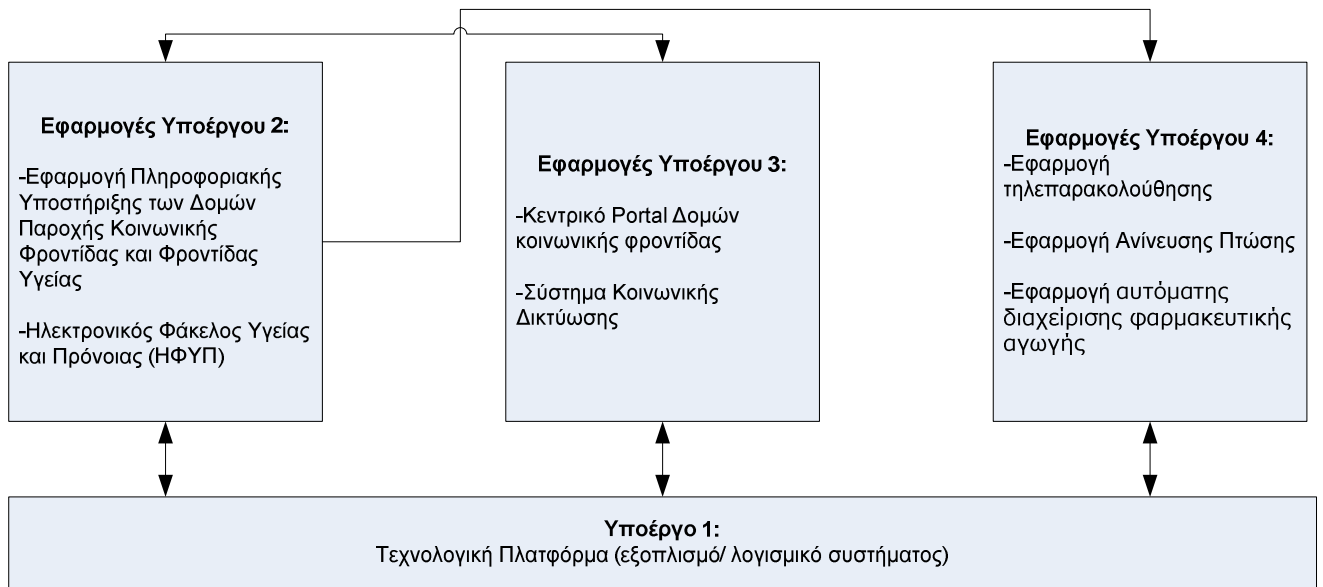 Εφαρμογές Υποέργου 2:
-Εφαρμογή Πληροφοριακής
Υποστήριξης των Δομών
Παροχής Κοινωνικής
Φροντίδας και Φροντίδας
Υγείας
-Ηλεκτρονικός Φάκελος Υγείας
και Πρόνοιας (ΗΦΥΠ)
Εφαρμογές Υποέργου 3:
-Κεντρικό Portal Δομών
κοινωνικής φροντίδας
-Σύστημα Κοινωνικής
Δικτύωσης
Εφαρμογές Υποέργου 4:
-Εφαρμογή
τηλεπαρακολούθησης
-Εφαρμογή Ανίνευσης Πτώσης
-Εφαρμογή αυτόματης
διαχείρισης φαρμακευτικής
αγωγής
Υποέργο 1:
Τεχνολογική Πλατφόρμα (εξοπλισμό/ λογισμικό συστήματος)